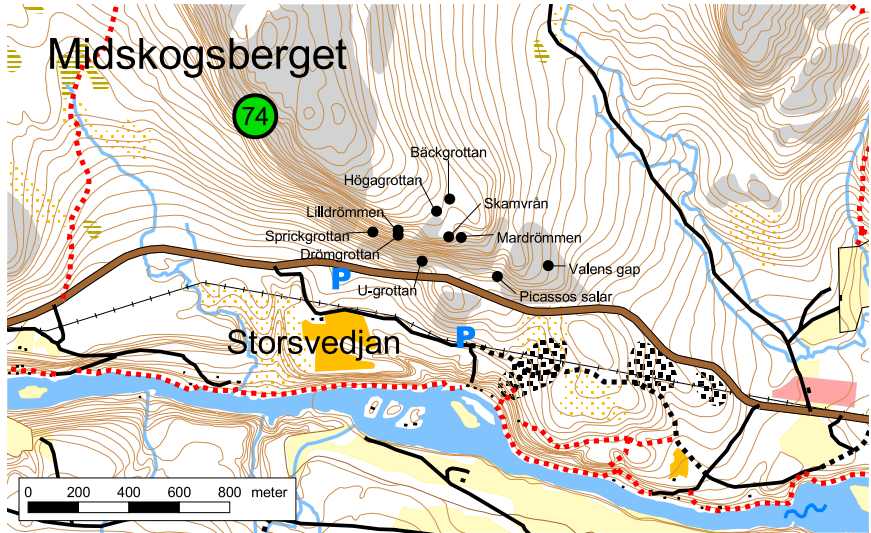 Midskogsberget
74
Bäckgrottan
Högagrottan
Skamvrån
Lilldrömmen
Sprickgrottan
Mardrömmen
Drömgrottan
Valens gap
P
U-grottan
Picassos salar
P
Storsvedjan
0 200 400 600 800 meter